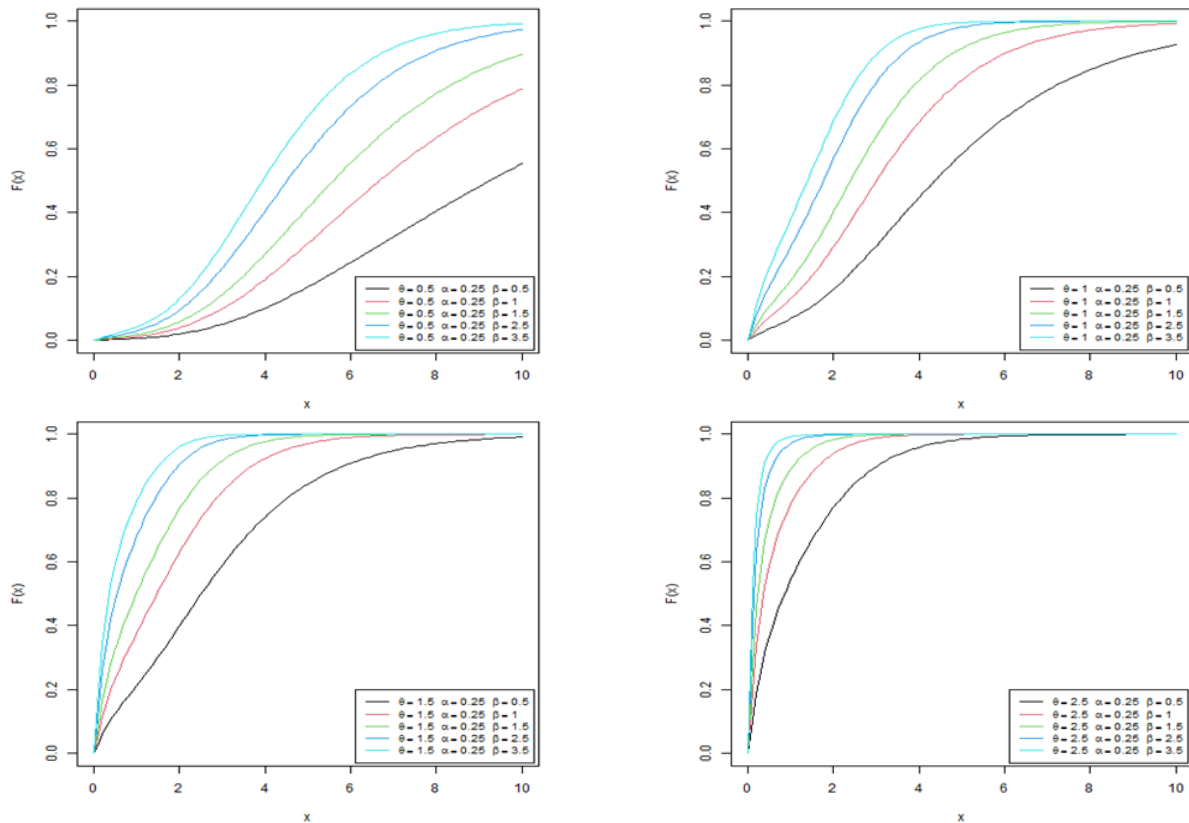 1.0
0.8
0.6
0.4
0.2
0.0
F(x)
θ = 0.5 α = 0.25 β = 0.5
θ = 0.5 α = 0.25 β = 1
θ = 0.5 α = 0.25 β = 1.5
θ = 0.5 α = 0.25 β = 2.5
θ = 0.5 α = 0.25 β = 3.5
0 2 4 6 8 10
x
1.0
0.8
0.6
0.4
0.2
0.0
F(x)
θ = 1 α = 0.25 β = 0.5
θ = 1 α = 0.25 β = 1
θ = 1 α = 0.25 β = 1.5
θ = 1 α = 0.25 β = 2.5
θ = 1 α = 0.25 β = 3.5
0 2 4 6 8 10
x
1.0
0.8
0.6
0.4
0.2
0.0
F(x)
θ = 1.5 α = 0.25 β = 0.5
θ = 1.5 α = 0.25 β = 1
θ = 1.5 α = 0.25 β = 1.5
θ = 1.5 α = 0.25 β = 2.5
θ = 1.5 α = 0.25 β = 3.5
0 2 4 6 8 10
x
1.0
0.8
0.6
0.4
0.2
0.0
F(x)
θ = 2.5 α = 0.25 β = 0.5
θ = 2.5 α = 0.25 β = 1
θ = 2.5 α = 0.25 β = 1.5
θ = 2.5 α = 0.25 β = 2.5
θ = 2.5 α = 0.25 β = 3.5
0 2 4 6 8 10
x